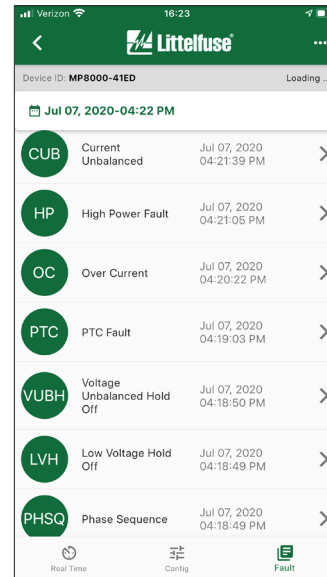 Verizon 16:23
Littelfuse®
Device ID: MP8000-41ED Loading ..
Jul 07, 2020-04:22 PM
CUB Current Unbalanced Jul 07, 2020 04:21:39 PM
HP High Power Fault Jul 07, 2020 04:21:05 PM
OC Over Current Jul 07, 2020 04:20:22 PM
PTC PTC Fault Jul 07, 2020 04:19:03 PM
VUBH Voltage Unbalanced Hold Off Jul 07, 2020 04:18:50 PM
LVH Low Voltage Hold Off Jul 07, 2020 04:18:49 PM
PHSQ Phase Sequence Jul 07, 2020 04:18:49 PM
Real Time Config Fault